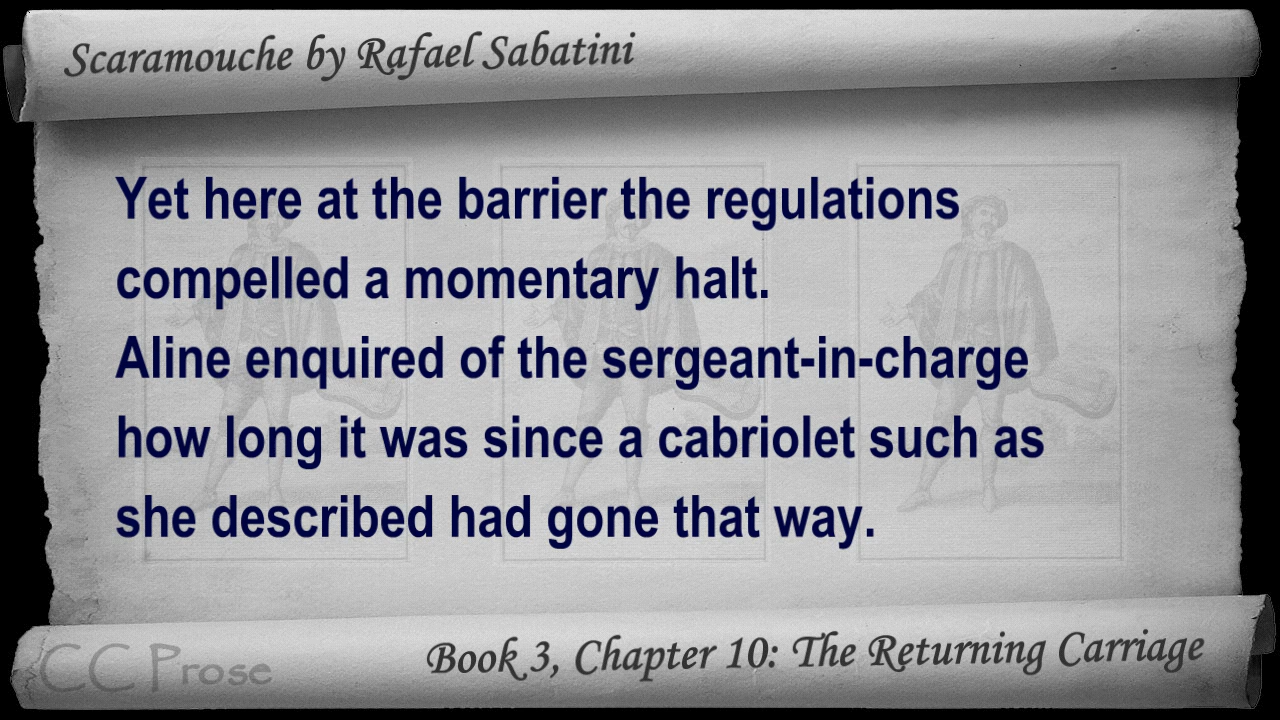 Scaramouche by Rafael Sabatini
Yet here at the barrier the regulations
compelled a momentary halt.
Aline enquired of the sergeant-in-charge
how long it was since a cabriolet such as
she described had gone that way.
CC Prose
Book 3, Chapter 10: The Returning Carriage